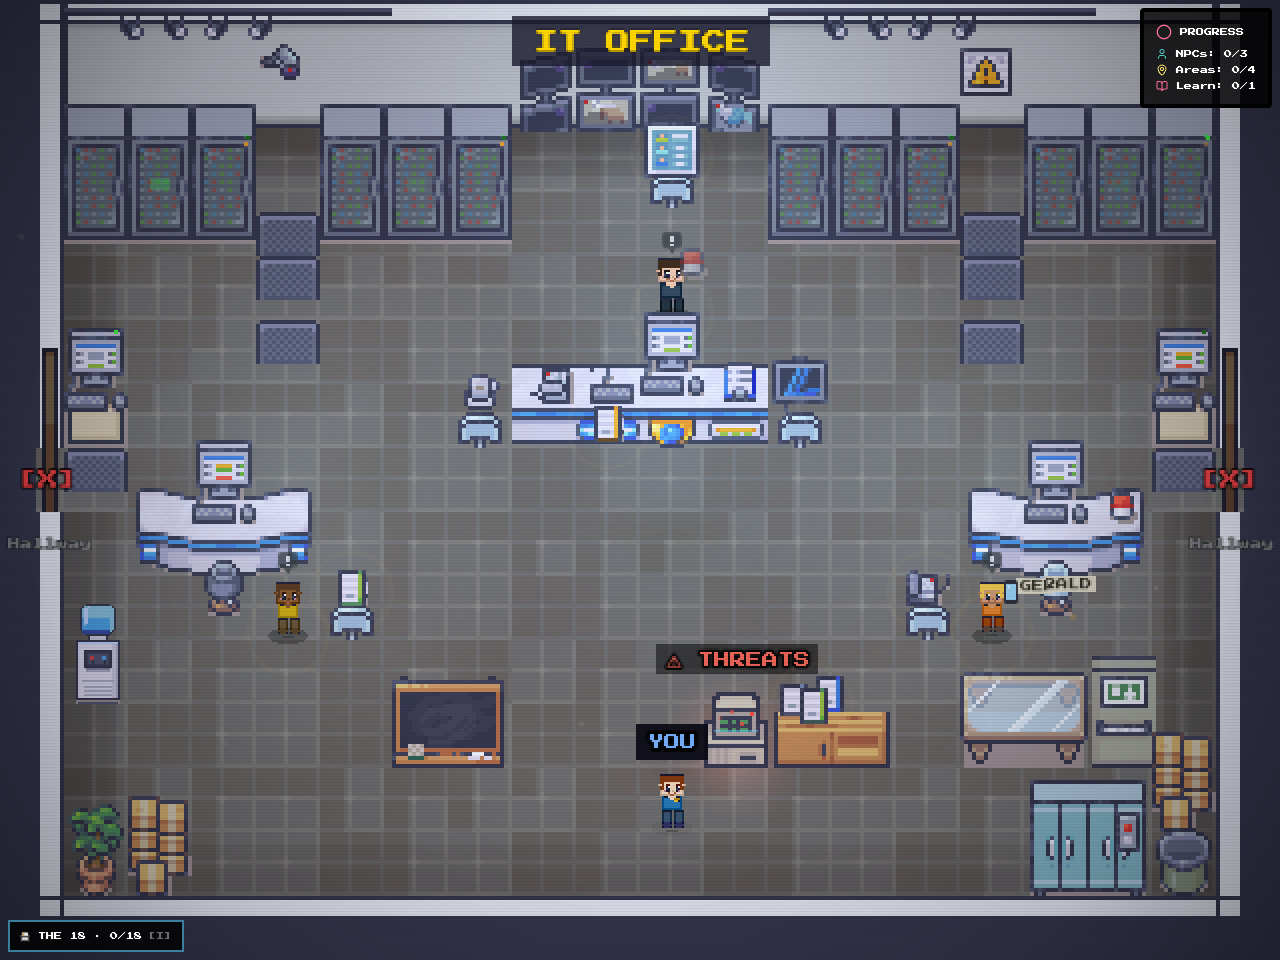 IT OFFICE
PROGRESS
NPCs: 0/3
Areas: 0/4
Learn: 0/1
[X]
[X]
Hallway
Hallway
GERALD
THREATS
YOU
THE 18 · 0/18 [I]